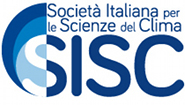 Società Italiana per
le Scienze del Clima
SISC